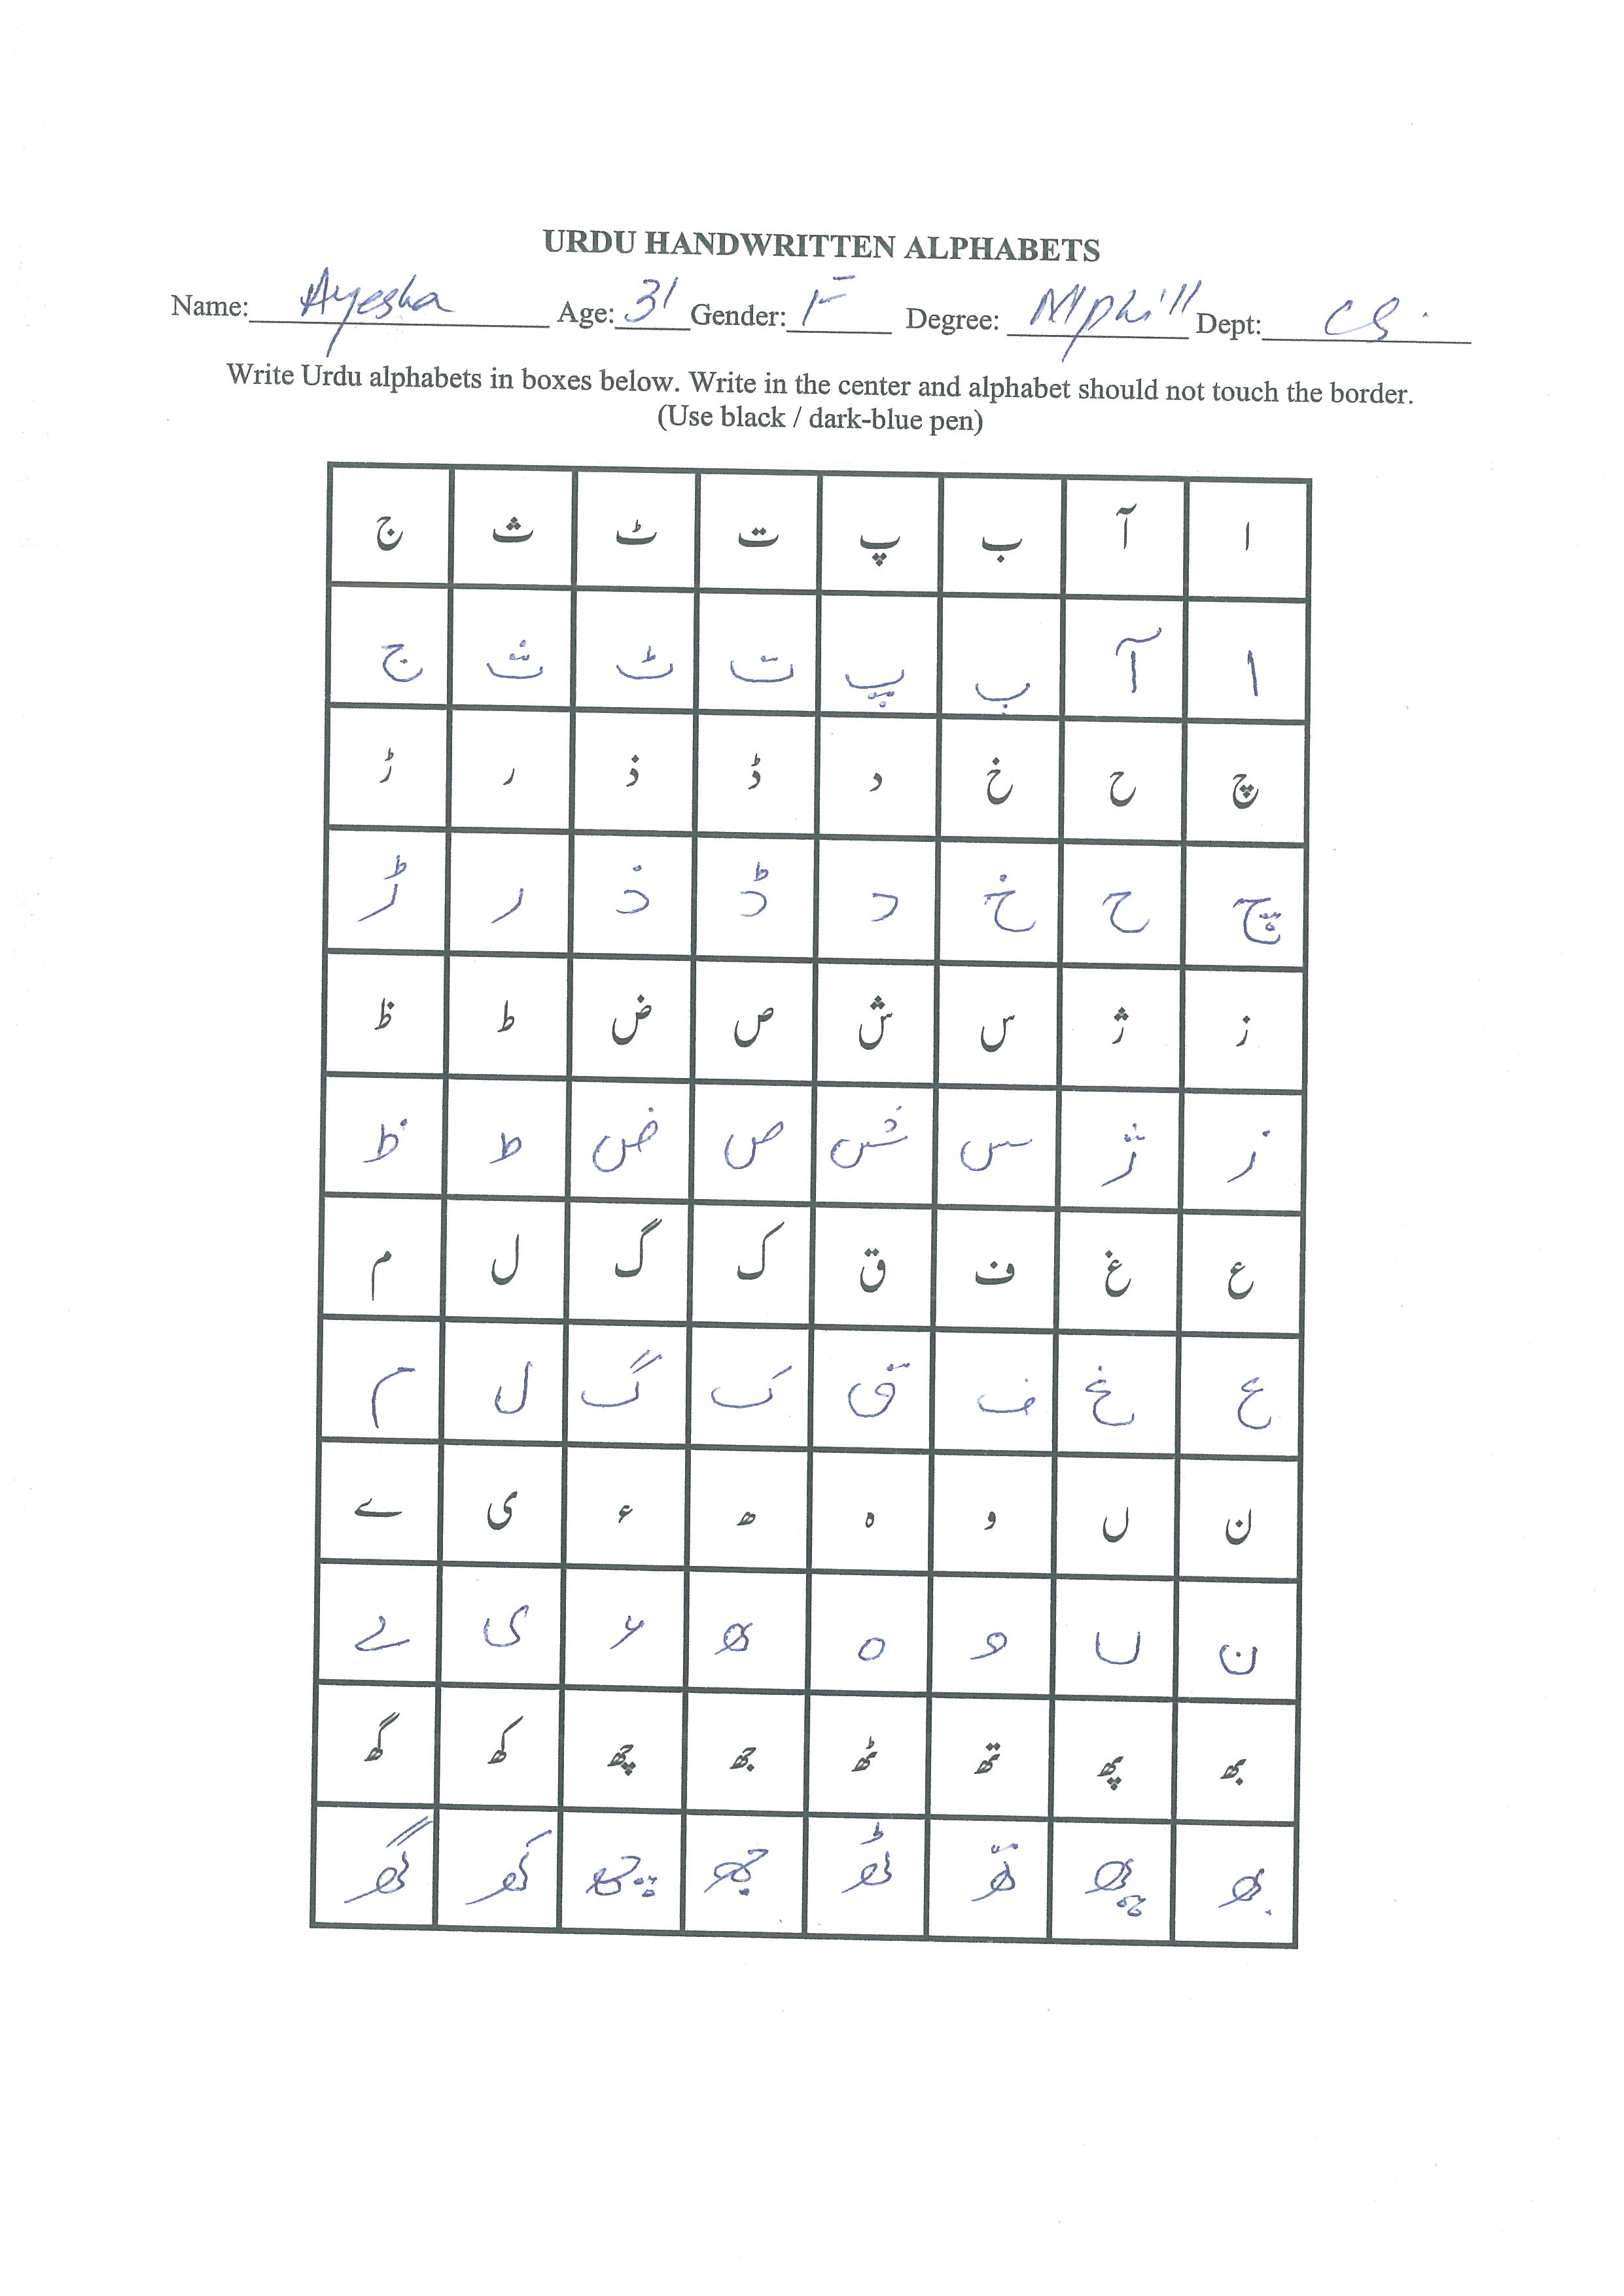 URDU HANDWRITTEN ALPHABETS
Name: Ayesha Age: 31 Gender: F Degree: Mphill Dept: CS.
Write Urdu alphabets in boxes below. Write in the center and alphabet should not touch the border.
(Use black / dark-blue pen)
ا آ ب پ ت ٹ ث ج
ا آ ب پ ت ٹ ث ج
چ ح خ د ڈ ذ ر ڑ
چ ح خ د ڈ ذ ر ڑ
ز ژ س ش ص ض ط ظ
ز ژ س ش ص ض ط ظ
ع غ ف ق ک گ ل م
ع غ ف ق ک گ ل م
ن ں و ہ ھ ء ی ے
ن ں و ہ ھ ء ی ے
بھ پھ تھ ٹھ جھ چھ کھ گھ
بھ پھ تھ ٹھ جھ چھ کھ گھ